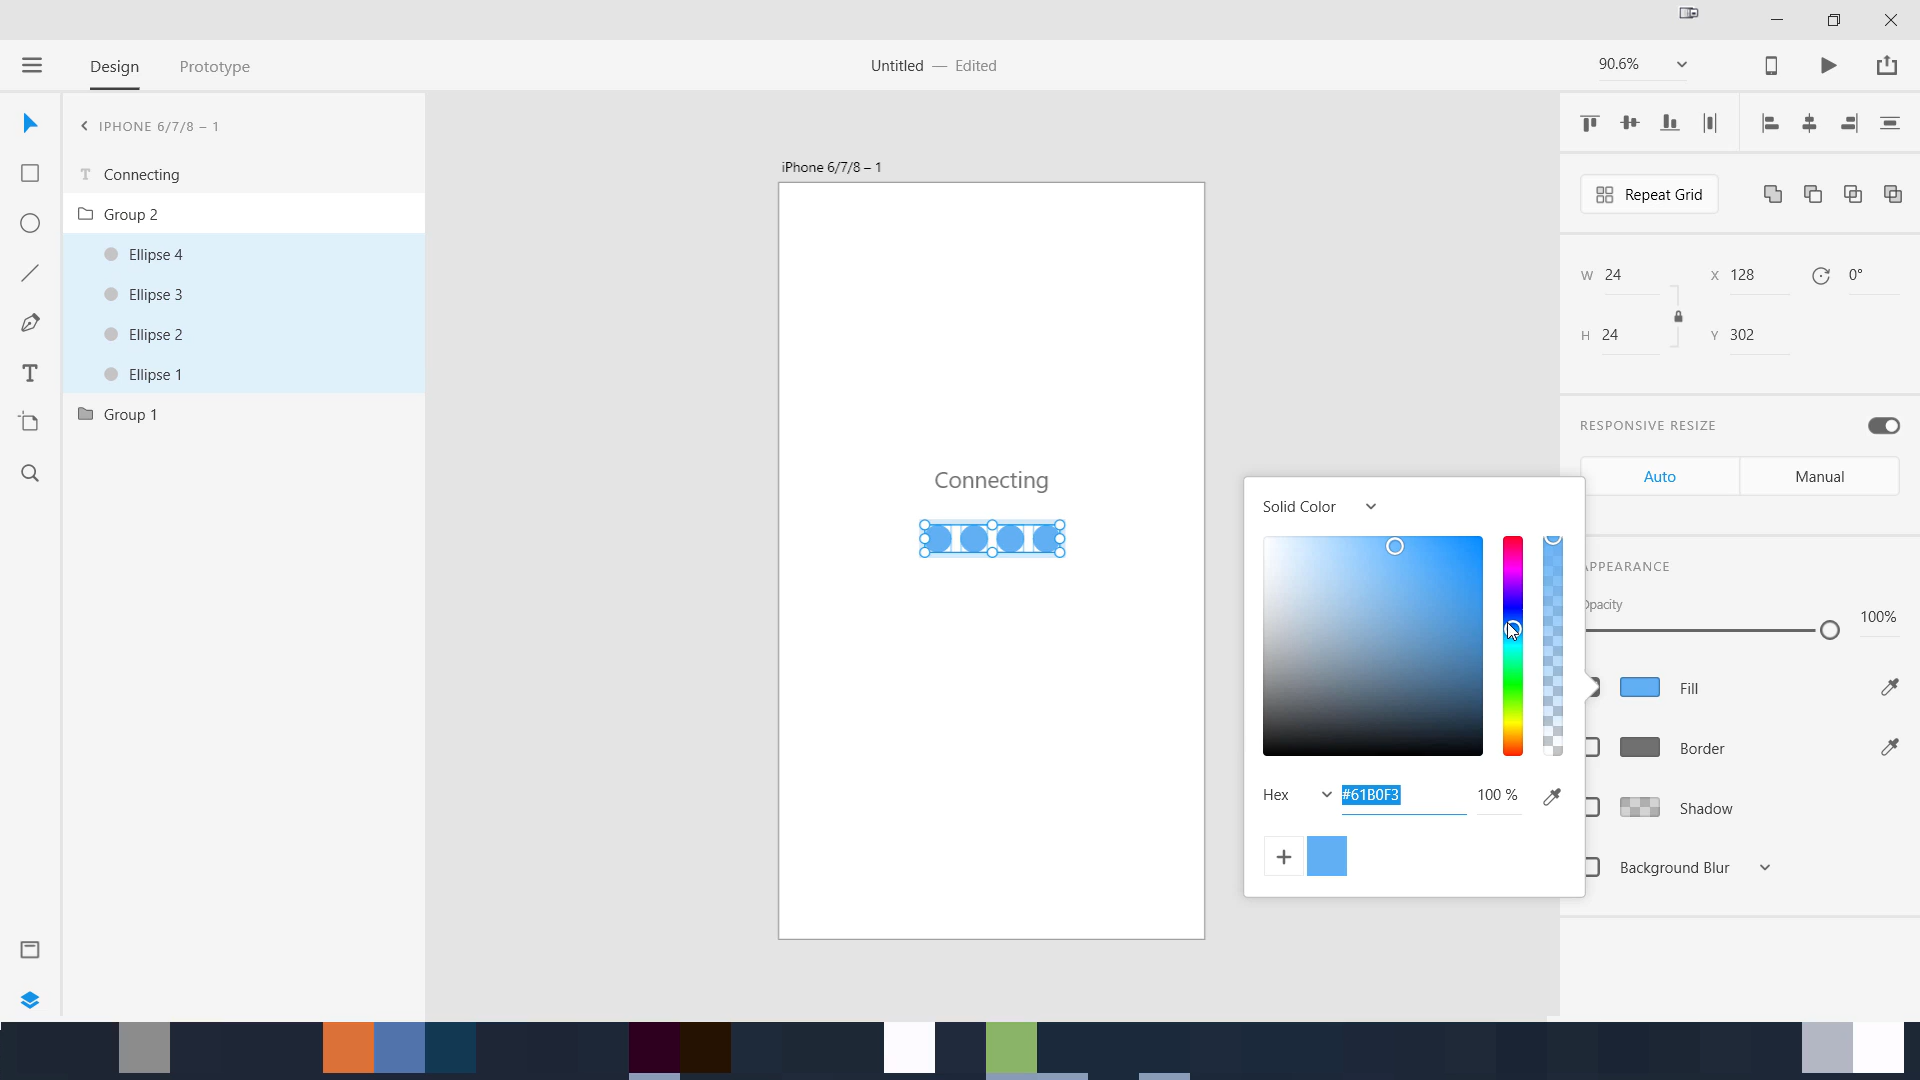 Design
Prototype
Untitled — Edited
90.6%
IPHONE 6/7/8 – 1
Connecting
Group 2
Ellipse 4
Ellipse 3
Ellipse 2
Ellipse 1
Group 1
iPhone 6/7/8 – 1
Connecting
Repeat Grid
W 24
X 128
0°
H 24
Y 302
RESPONSIVE RESIZE
Auto
Manual
APPEARANCE
Opacity
100%
Fill
Border
Shadow
Background Blur
Solid Color
Hex
#61B0F3
100 %